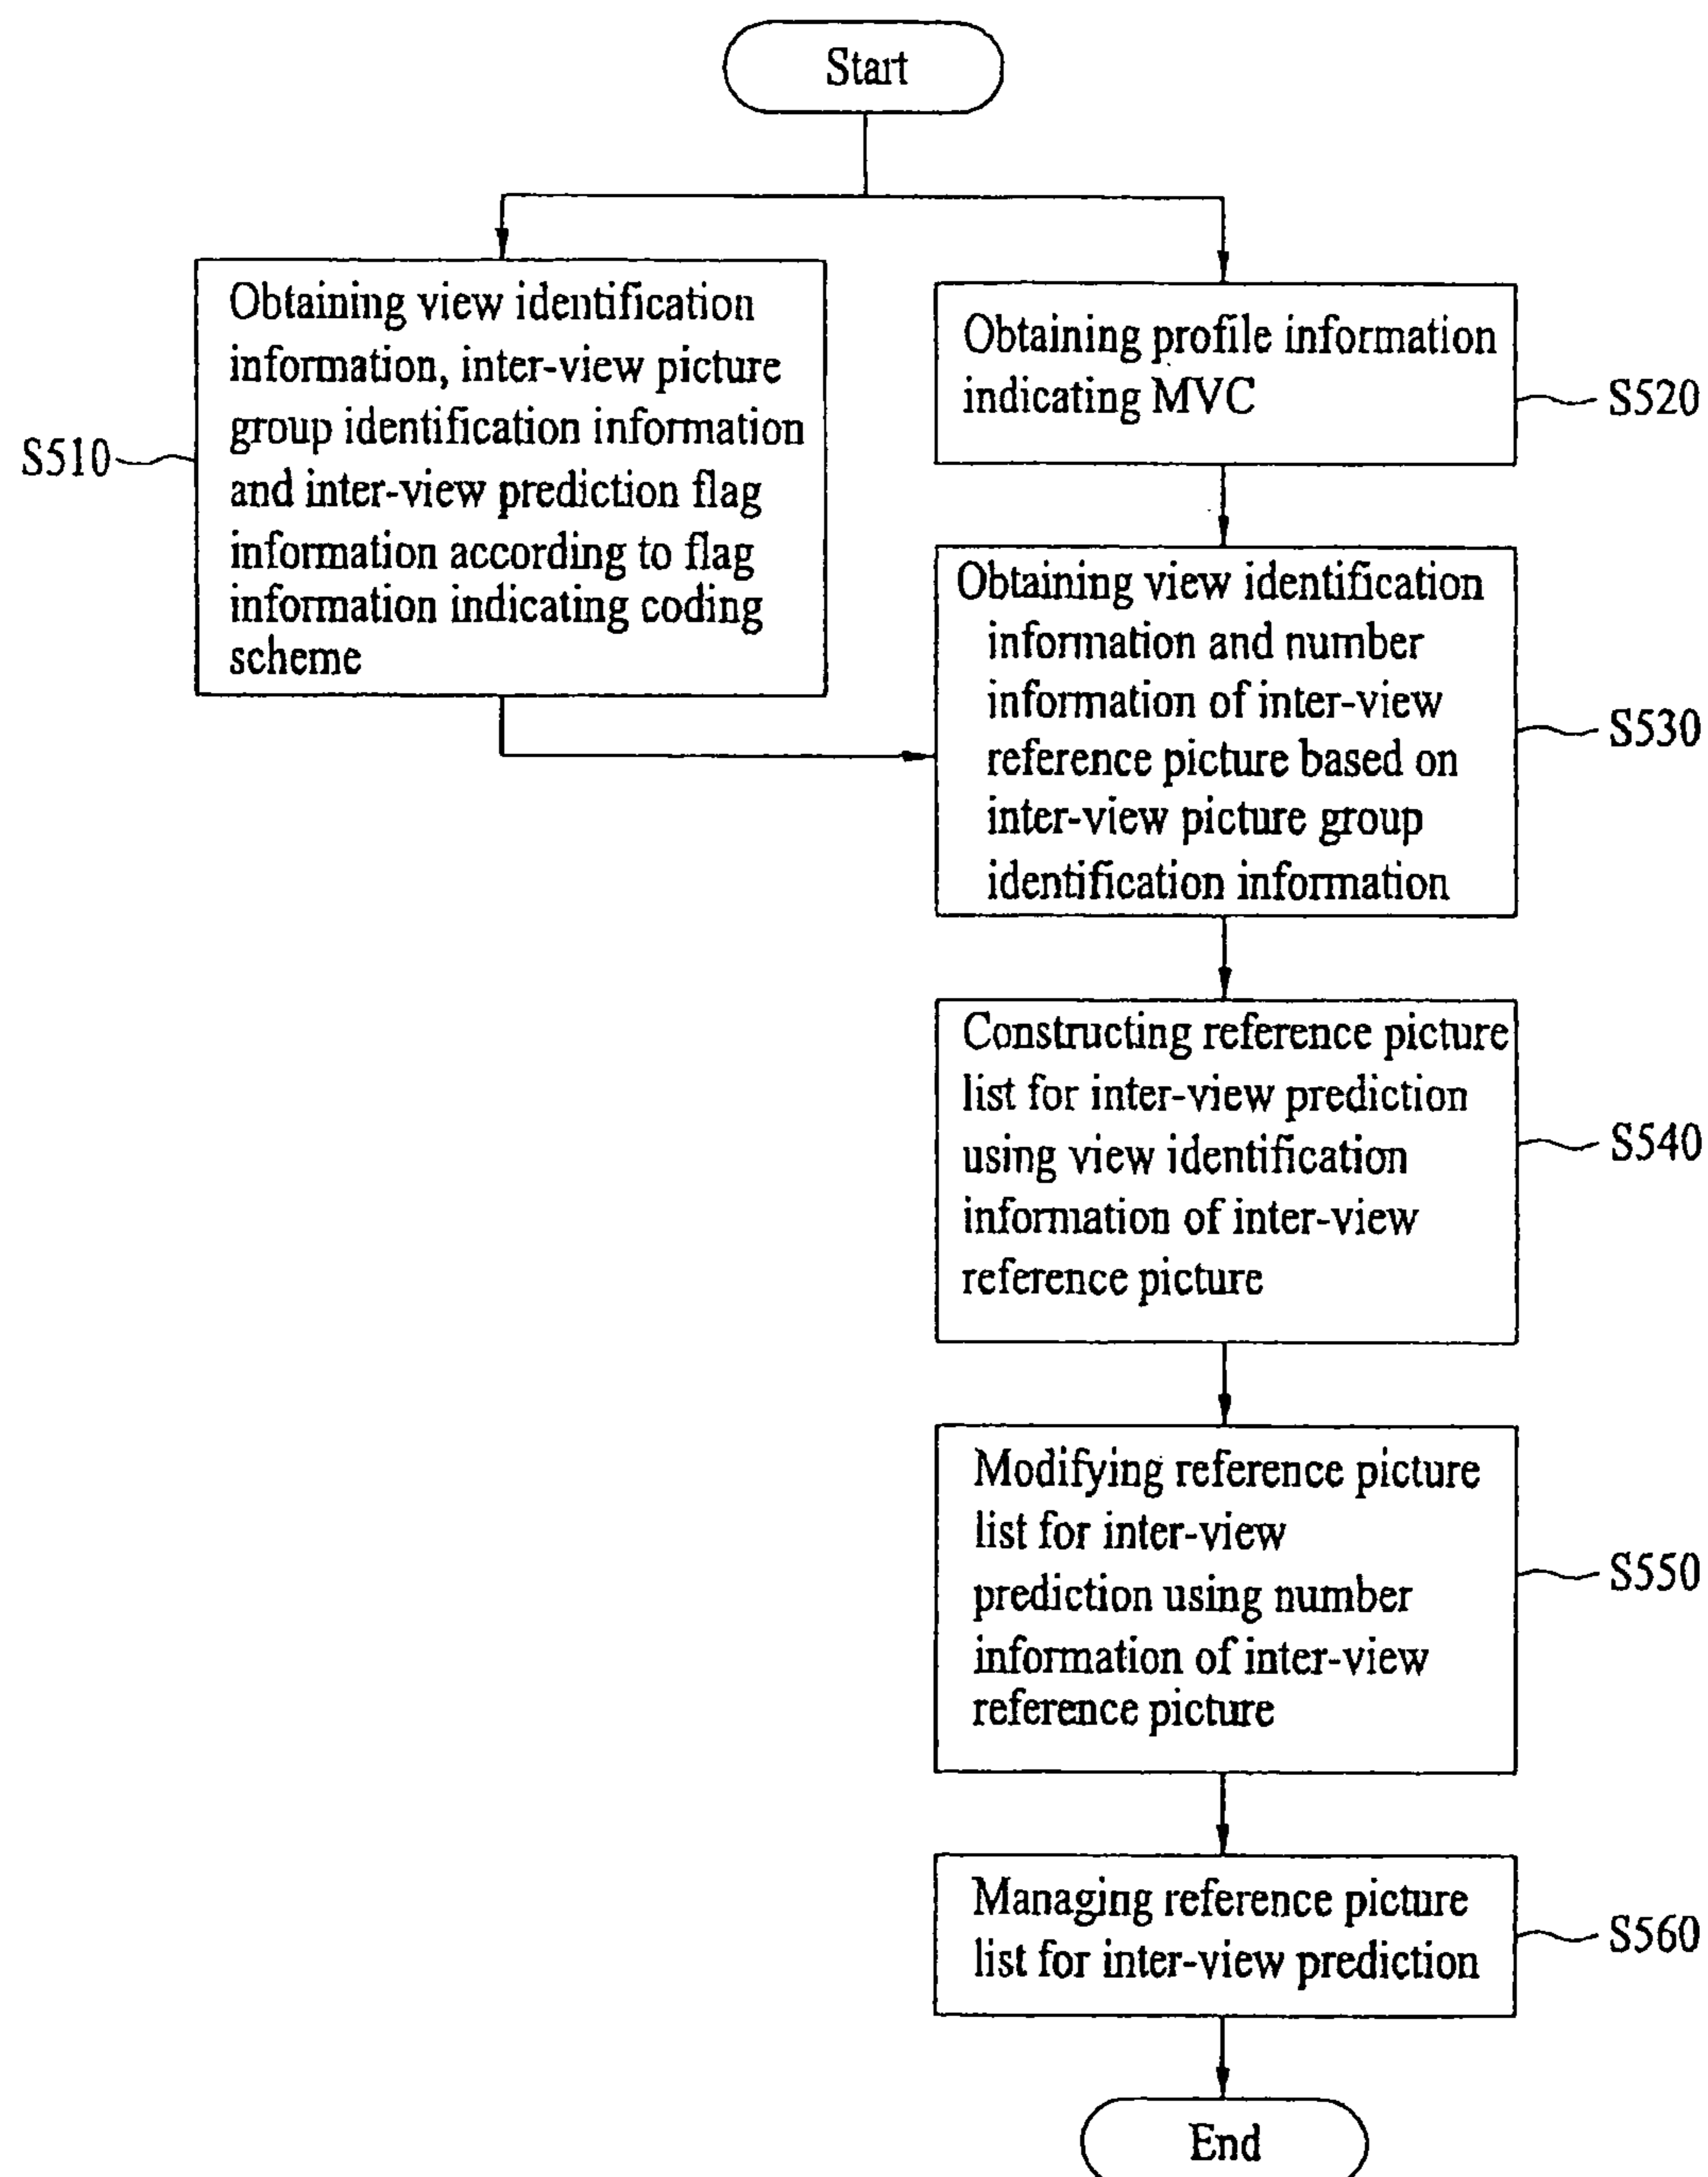 Start
Obtaining view identification
information, inter-view picture
group identification information
and inter-view prediction flag
information according to flag
information indicating coding
scheme
S510
Obtaining profile information
indicating MVC
S520
Obtaining view identification
information and number
information of inter-view
reference picture based on
inter-view picture group
identification information
S530
Constructing reference picture
list for inter-view prediction
using view identification
information of inter-view
reference picture
S540
Modifying reference picture
list for inter-view
prediction using number
information of inter-view
reference picture
S550
Managing reference picture
list for inter-view prediction
S560
End